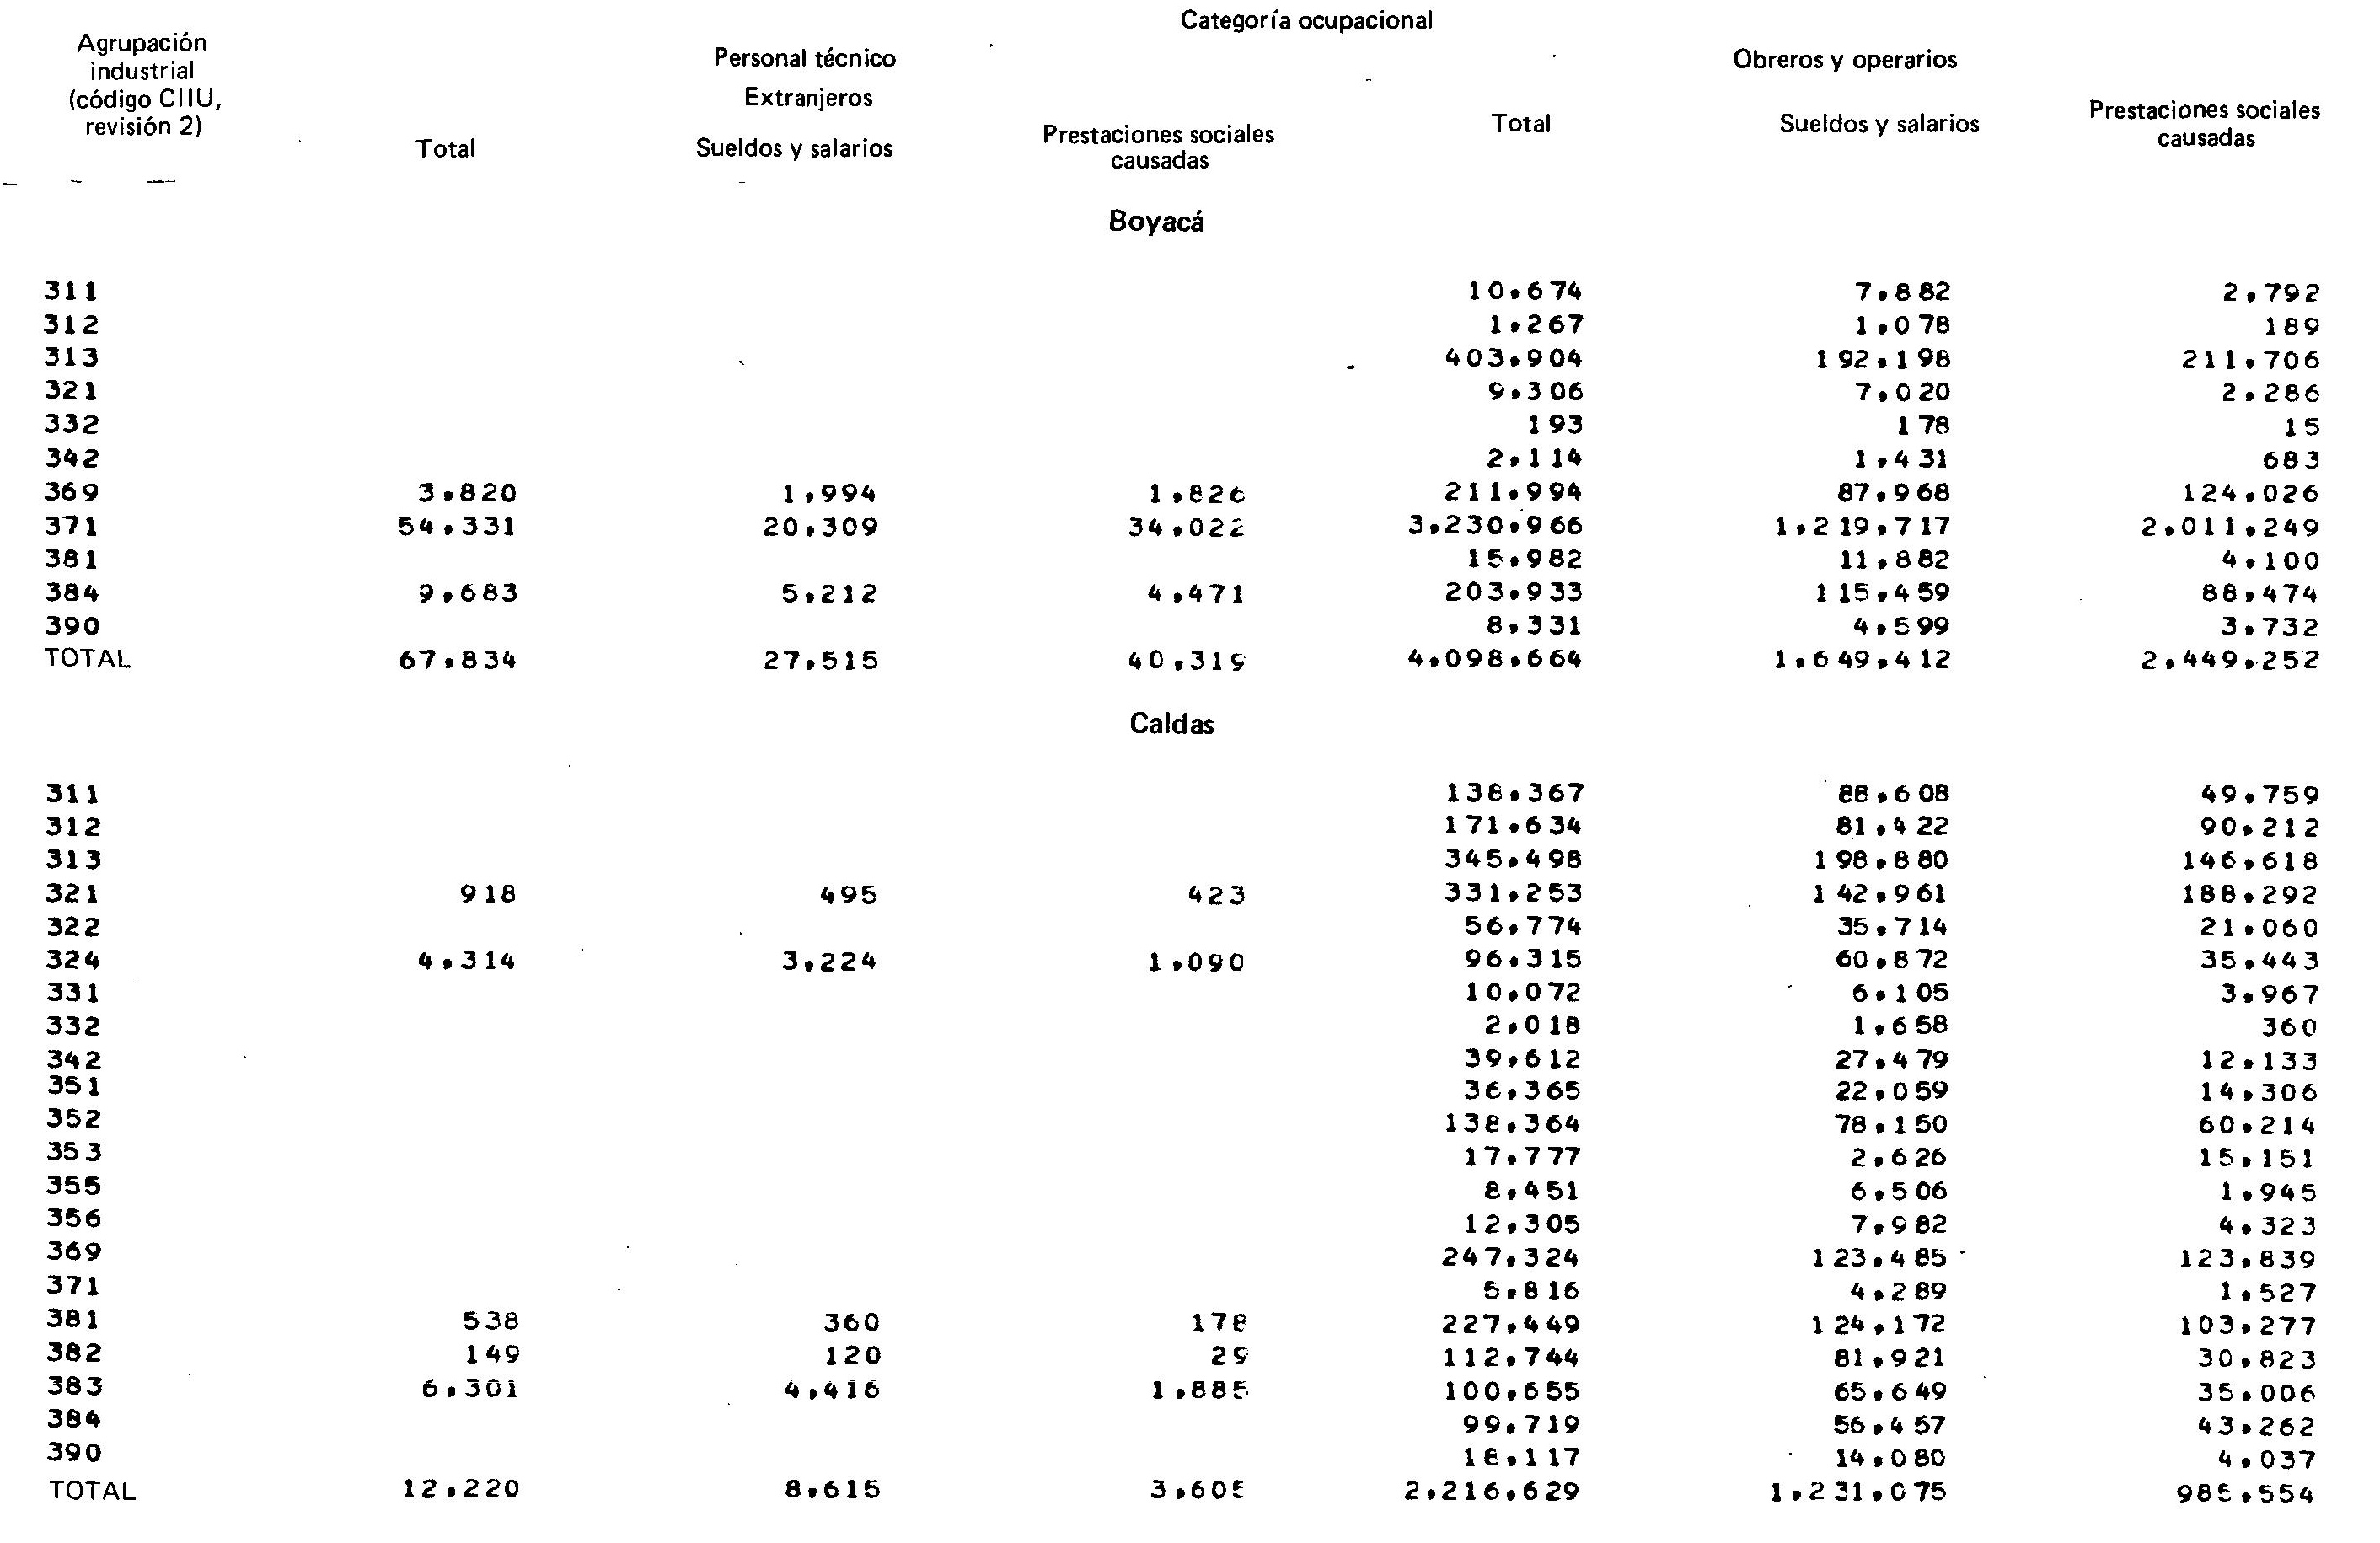 Categoría ocupacional
Agrupación industrial (código CIIU, revisión 2)
Personal técnico Obreros y operarios
Extranjeros
Total Sueldos y salarios Prestaciones sociales causadas Total Sueldos y salarios Prestaciones sociales causadas
Boyacá
311 10,674 7,882 2,792
312 1,267 1,078 189
313 403,904 192,198 211,706
321 9,306 7,020 2,286
332 193 178 15
342 2,114 1,431 683
369 3,820 1,994 1,826 211,994 87,968 124,026
371 54,331 20,309 34,022 3,230,966 1,219,717 2,011,249
381 15,982 11,882 4,100
384 9,683 5,212 4,471 203,933 115,459 88,474
390 8,331 4,599 3,732
TOTAL 67,834 27,515 40,319 4,098,664 1,649,412 2,449,252
Caldas
311 138,367 88,608 49,759
312 171,634 81,422 90,212
313 345,498 198,880 146,618
321 918 495 423 331,253 142,961 188,292
322 56,774 35,714 21,060
324 4,314 3,224 1,090 96,315 60,872 35,443
331 10,072 6,105 3,967
332 2,018 1,658 360
342 39,612 27,479 12,133
351 36,365 22,059 14,306
352 138,364 78,150 60,214
353 17,777 2,626 15,151
355 8,451 6,506 1,945
356 12,305 7,982 4,323
369 247,324 123,485 123,839
371 5,816 4,289 1,527
381 538 360 178 227,449 124,172 103,277
382 149 120 29 112,744 81,921 30,823
383 6,301 4,416 1,885 100,655 65,649 35,006
384 99,719 56,457 43,262
390 18,117 14,080 4,037
TOTAL 12,220 8,615 3,605 2,216,629 1,231,075 985,554